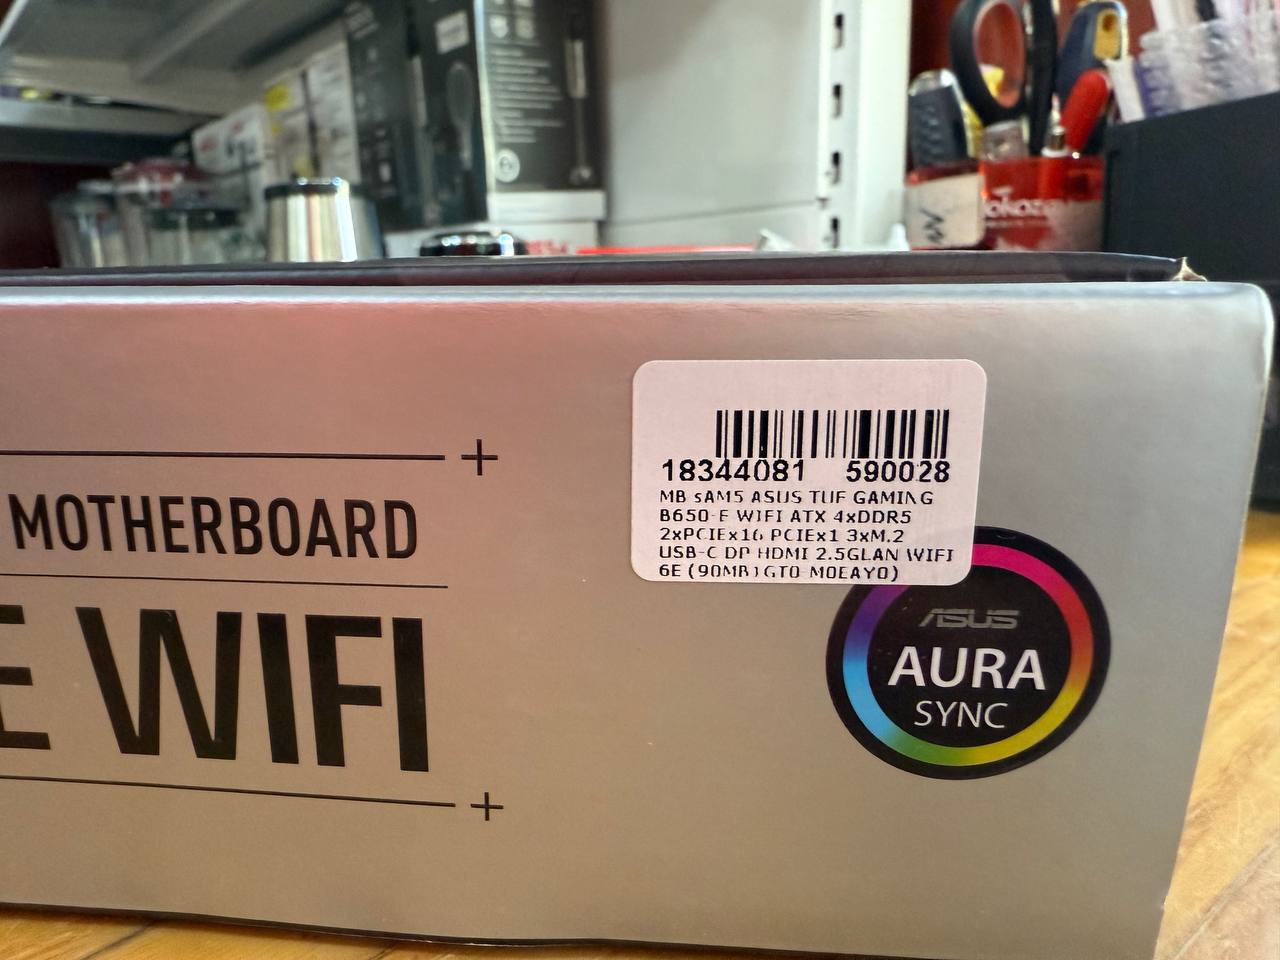 18344081 590028
MB sAM5 ASUS TUF GAMING
B650-E WIFI ATX 4xDDR5
2xPCIEx16 PCIEx1 3xM.2
USB-C DP HDMI 2.5GLAN WIFI
6E (90MB1GT0-M0EAY0)
MOTHERBOARD
E WIFI
ASUS
AURA
SYNC